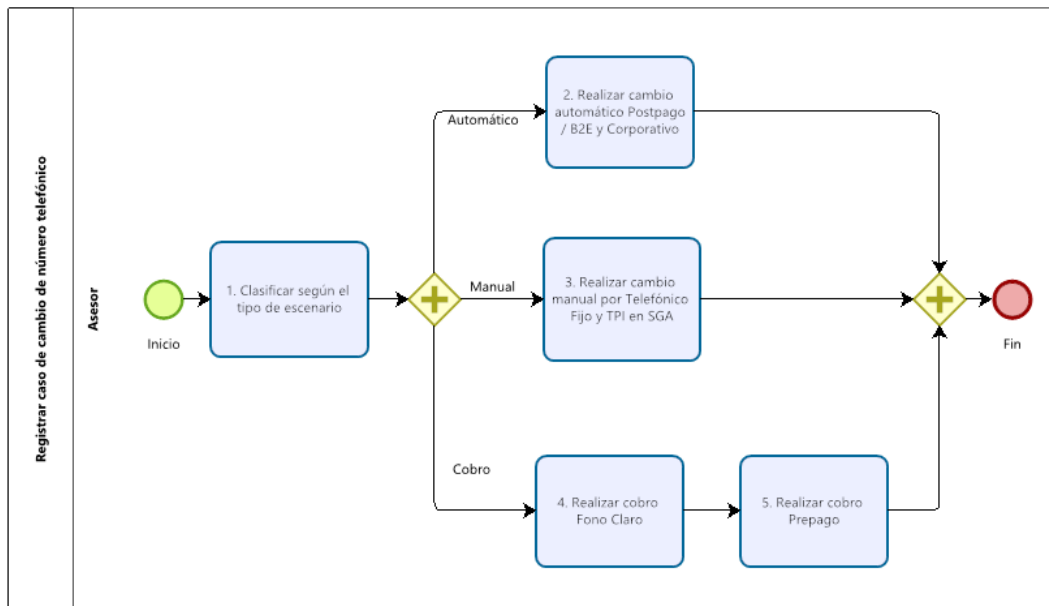 Registrar caso de cambio de número telefónico
Asesor
Inicio
1. Clasificar según el
tipo de escenario
Automático
2. Realizar cambio
automático Postpago
/ B2E y Corporativo
Manual
3. Realizar cambio
manual por Telefónico
Fijo y TPI en SGA
Cobro
4. Realizar cobro
Fono Claro
5. Realizar cobro
Prepago
Fin